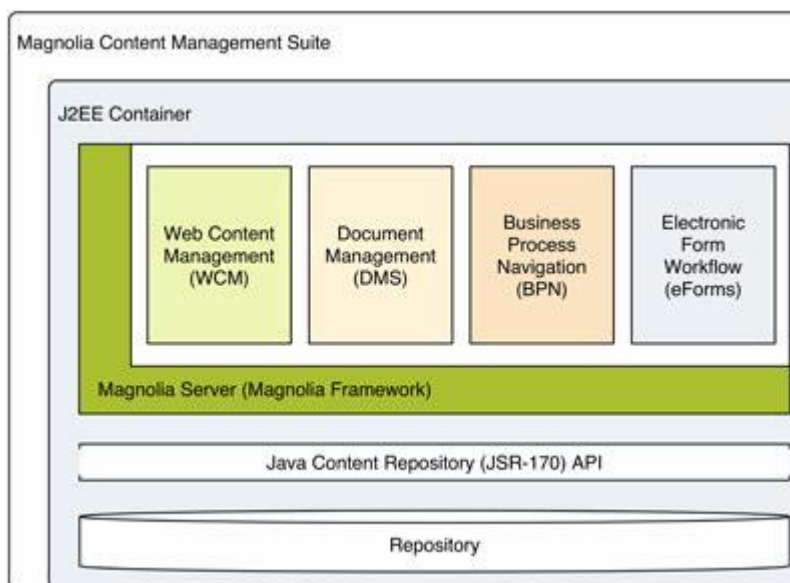 Magnolia Content Management Suite
J2EE Container
Web Content
Management
(WCM)
Document
Management
(DMS)
Business
Process
Navigation
(BPN)
Electronic
Form
Workflow
(eForms)
Magnolia Server (Magnolia Framework)
Java Content Repository (JSR-170) API
Repository